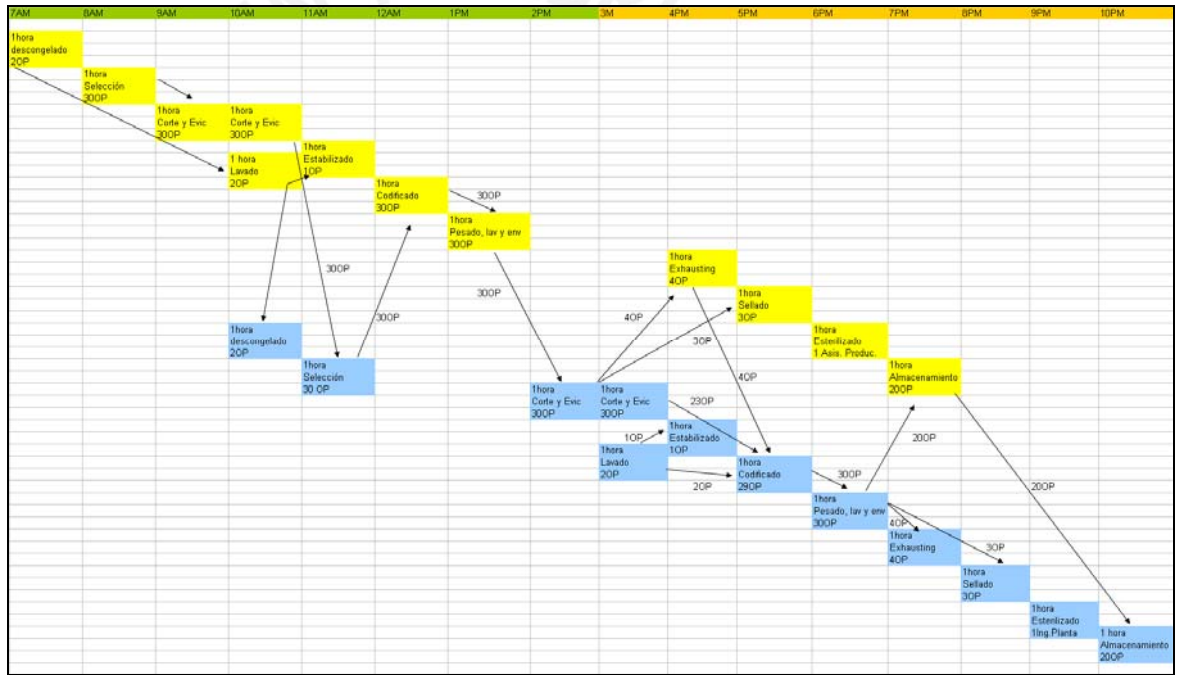 7AM 8AM 9AM 10AM 11AM 12AM 1PM 2PM 3M 4PM 5PM 6PM 7PM 8PM 9PM 10PM
1hora
descongelado
2OP
1hora
Selección
30OP
1hora
Corte y Evic
30OP
1hora
Corte y Evic
30OP
1 hora
Lavado
2OP
1hora
Estabilizado
1OP
1hora
Codificado
30OP
30OP
1hora
Pesado, lav y env
30OP
30OP
30OP
30OP
1hora
Exhausting
4OP
1hora
Sellado
3OP
4OP
3OP
4OP
1hora
Esterilizado
1 Asis. Produc.
1hora
Almacenamiento
20OP
1hora
descongelado
2OP
1hora
Selección
30 OP
1hora
Corte y Evic
30OP
1hora
Corte y Evic
30OP
23OP
1OP
1hora
Estabilizado
1OP
1hora
Lavado
2OP
2OP
1hora
Codificado
29OP
30OP
20OP
20OP
1hora
Pesado, lav y env
30OP
4OP
1hora
Exhausting
4OP
3OP
1hora
Sellado
3OP
1hora
Esterilizado
1Ing.Planta
1 hora
Almacenamiento
20OP